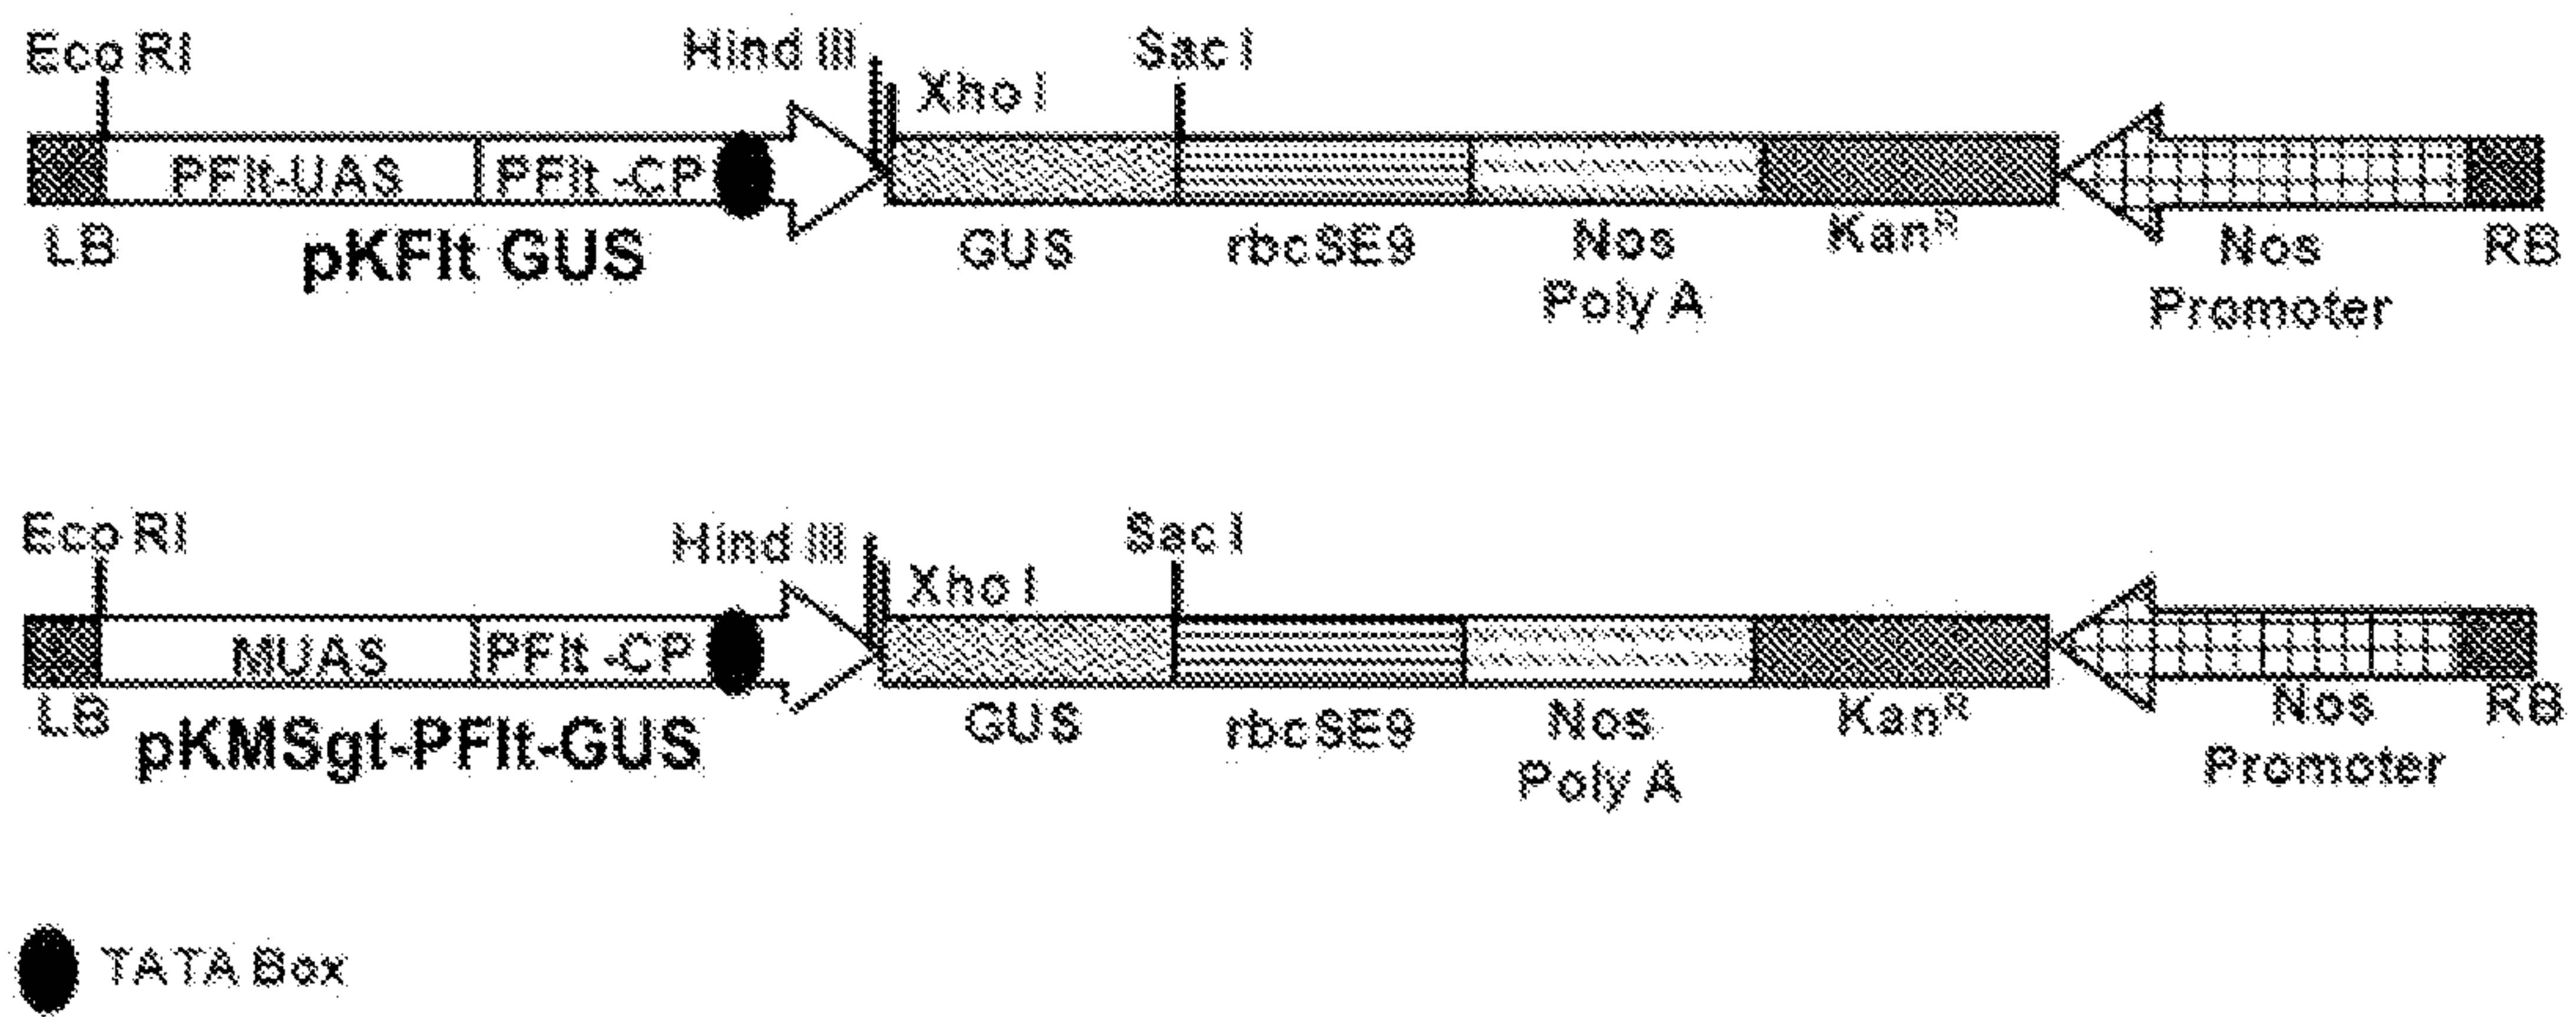 Eco RI
Hind III
Xho I
Sac I
PFlt-UAS
PFlt -CP
LB
pKFlt GUS
GUS
rbcSE9
Nos
Poly A
Kan^R
Nos
Promoter
RB
Eco RI
Hind III
Xho I
Sac I
MUAS
PFlt -CP
LB
pKMSgt-PFlt-GUS
GUS
rbcSE9
Nos
Poly A
Kan^R
Nos
Promoter
RB
TATA Box